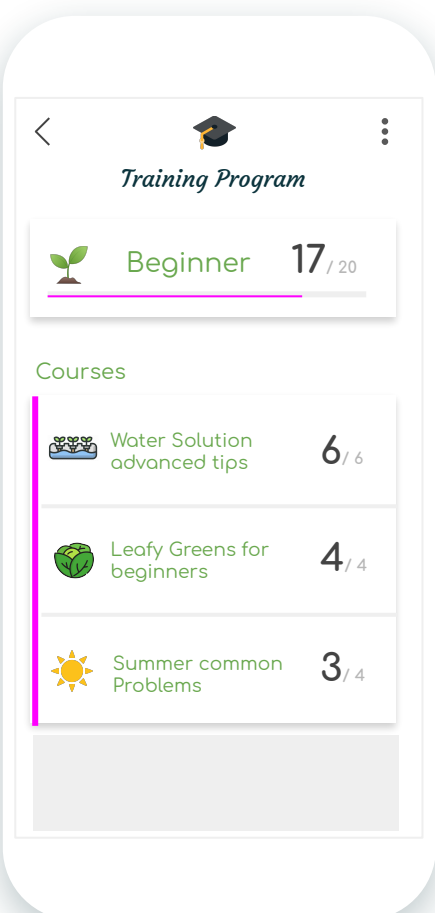 Training Program
Beginner 17/ 20
Courses
Water Solution
advanced tips
6/ 6
Leafy Greens for
beginners
4/ 4
Summer common
Problems
3/ 4